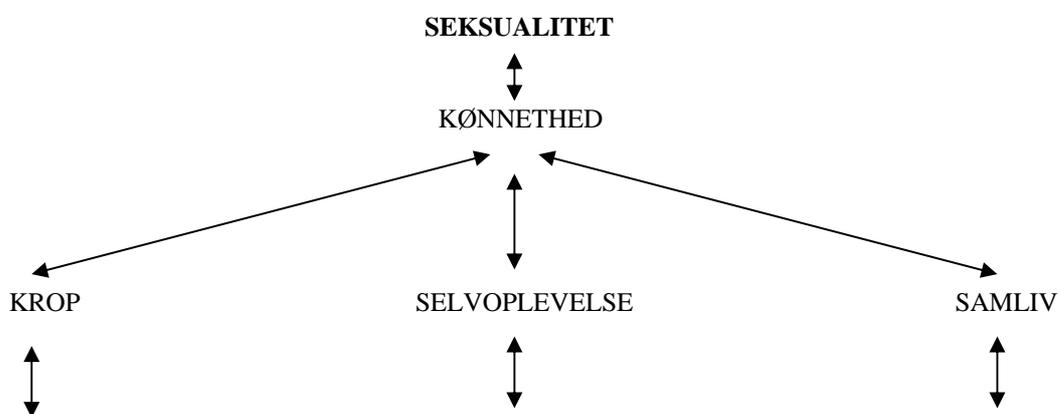 SEKSUALITET
KØNNETHED
KROP SELVOPLEVELSE SAMLIV